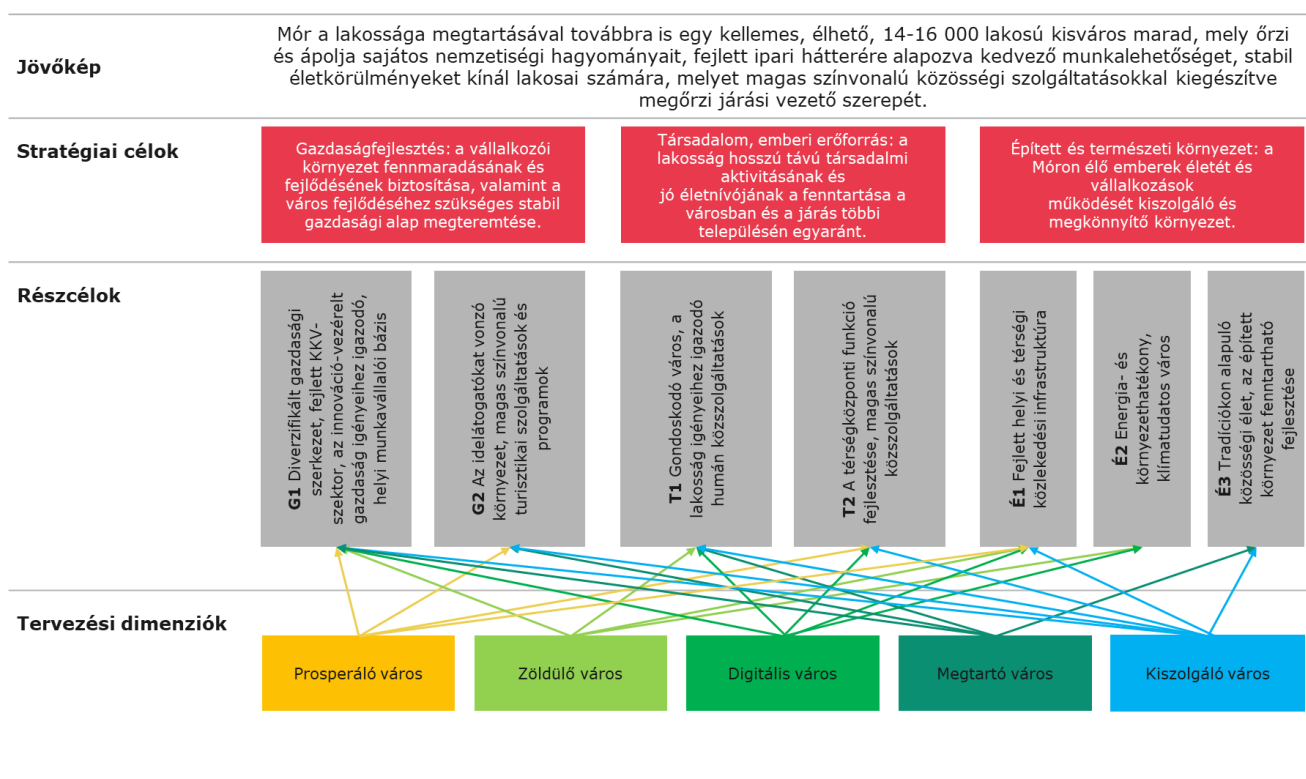 Jövőkép
Mór a lakossága megtartásával továbbra is egy kellemes, élhető, 14-16 000 lakosú kisváros marad, mely őrzi
és ápolja sajátos nemzetiségi hagyományait, fejlett ipari hátterére alapozva kedvező munkalehetőséget, stabil
életkörülményeket kínál lakosai számára, melyet magas színvonalú közösségi szolgáltatásokkal kiegészítve
megőrzi járási vezető szerepét.
Stratégiai célok
Gazdaságfejlesztés: a vállalkozói
környezet fennmaradásának és
fejlődésének biztosítása, valamint a
város fejlődéséhez szükséges stabil
gazdasági alap megteremtése.
Társadalom, emberi erőforrás: a
lakosság hosszú távú társadalmi
aktivitásának és
jó életnívójának a fenntartása a
városban és a járás többi
településén egyaránt.
Épített és természeti környezet: a
Móron élő emberek életét és
vállalkozások
működését kiszolgáló és
megkönnyítő környezet.
Részcélok
G1 Diverzifikált gazdasági
szerkezet, fejlett KKV-
szektor, az innováció-vezérelt
gazdaság igényeihez igazodó,
helyi munkavállalói bázis
G2 Az idelátogatókat vonzó
környezet, magas színvonalú
turisztikai szolgáltatások és
programok
T1 Gondoskodó város, a
lakosság igényeihez igazodó
humán közszolgáltatások
T2 A térségközponti funkció
fejlesztése, magas színvonalú
közszolgáltatások
É1 Fejlett helyi és térségi
közlekedési infrastruktúra
É2 Energia- és
környezethatékony,
klímatudatos város
É3 Tradíciókon alapuló
közösségi élet, az épített
környezet fenntartható
fejlesztése
Tervezési dimenziók
Prosperáló város
Zöldülő város
Digitális város
Megtartó város
Kiszolgáló város